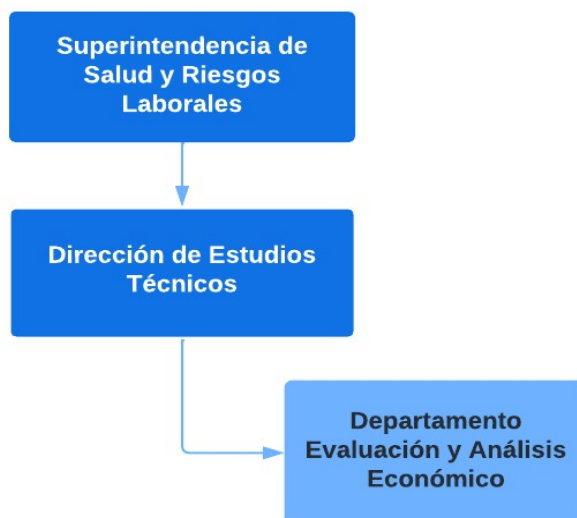 Superintendencia de
Salud y Riesgos
Laborales
Dirección de Estudios
Técnicos
Departamento
Evaluación y Análisis
Económico